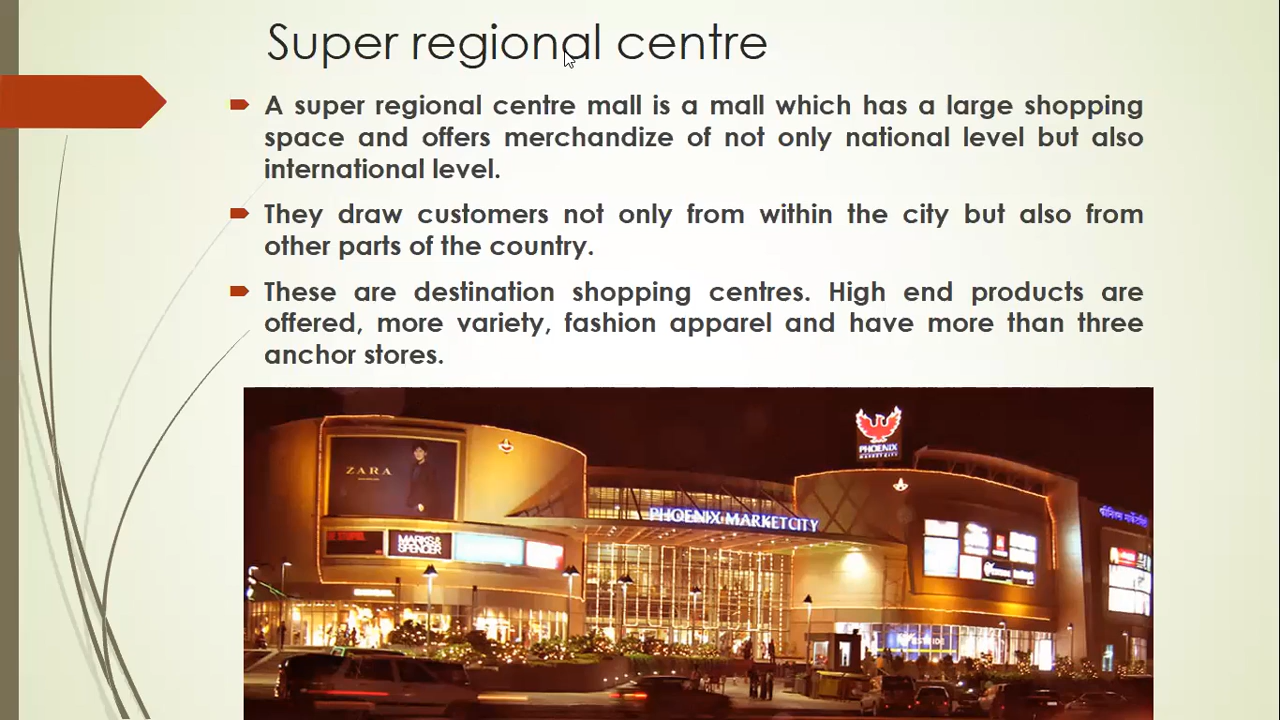 Super regional centre
A super regional centre mall is a mall which has a large shopping
space and offers merchandize of not only national level but also
international level.
They draw customers not only from within the city but also from
other parts of the country.
These are destination shopping centres. High end products are
offered, more variety, fashion apparel and have more than three
anchor stores.
PHOENIX
MARKETCITY
ZARA
PHOENIX MARKETCITY
MARKS&
SPENCER